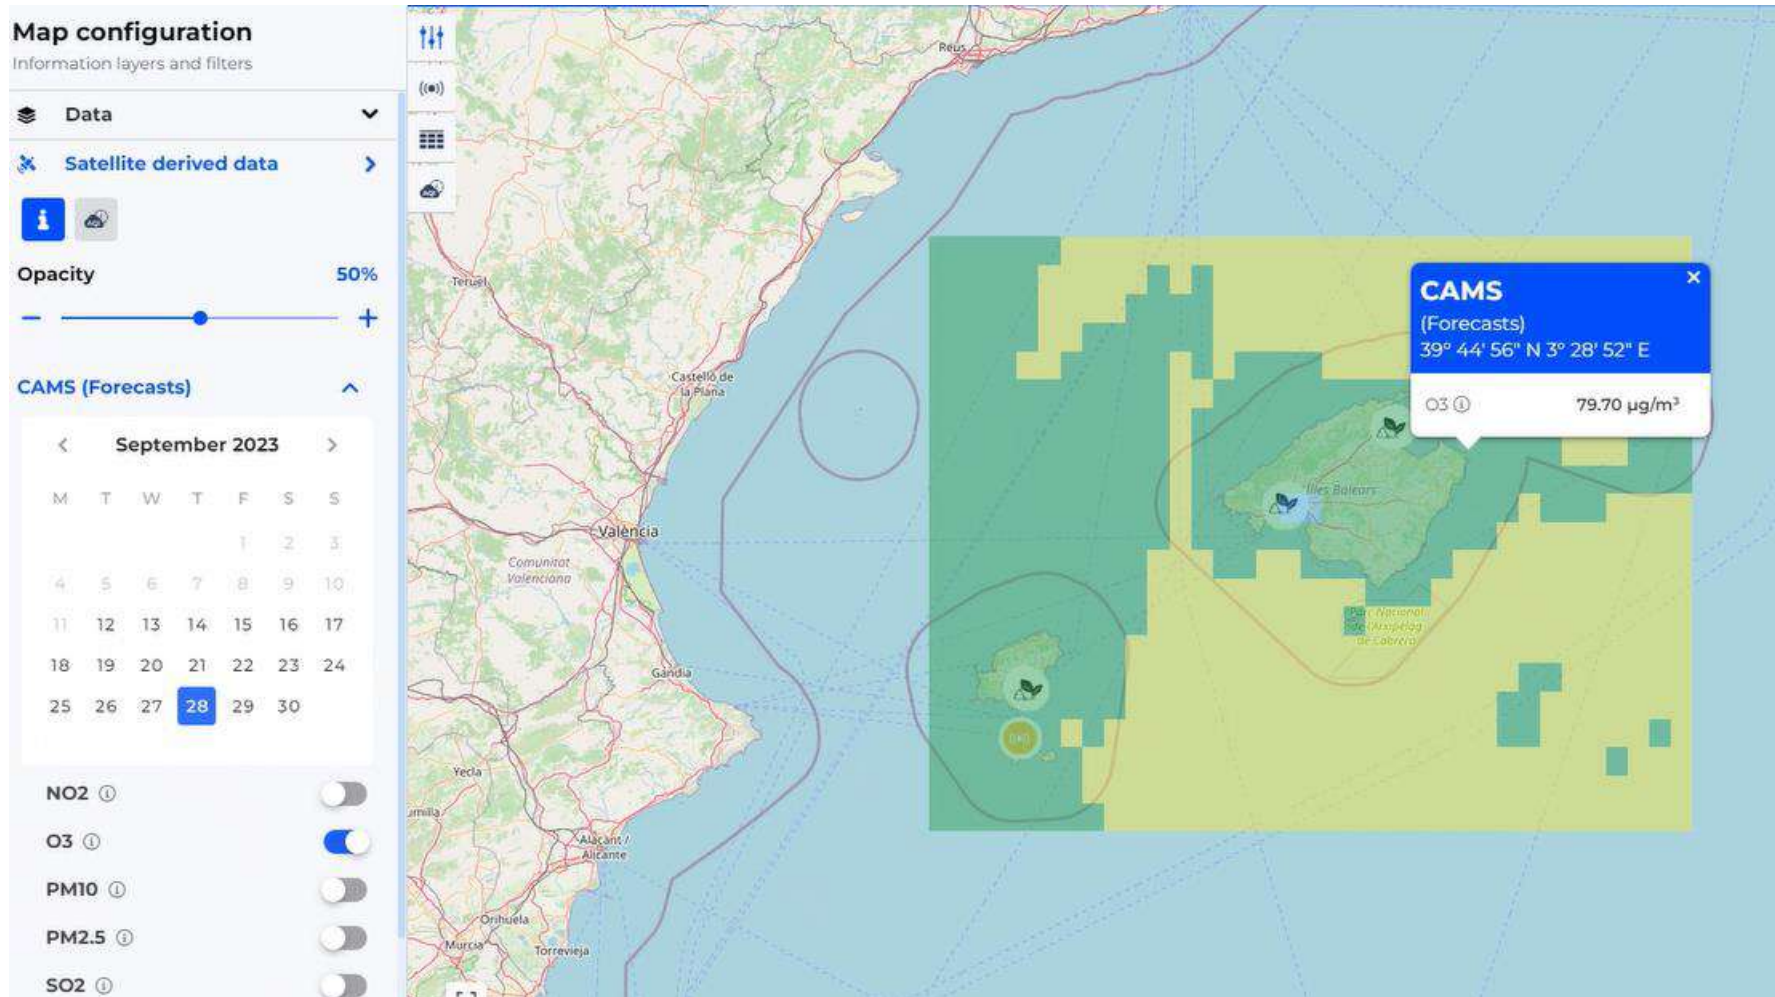 Map configuration
Information layers and filters
Data
Satellite derived data
Opacity 50%
CAMS (Forecasts)
September 2023
M T W T F S S
1 2 3
4 5 6 7 8 9 10
11 12 13 14 15 16 17
18 19 20 21 22 23 24
25 26 27 28 29 30
NO2
O3
PM10
PM2.5
SO2
Reus
Teruel
Castelló de
la Plana
València
Comunitat
Valenciana
Gandia
Yecla
Alacant /
Alicante
Orihuela
Murcia
Torrevieja
CAMS
(Forecasts)
39° 44' 56" N 3° 28' 52" E
O3 79.70 µg/m³
Illes Balears
Parc Nacional
de l'Arxipèlag
de Cabrera